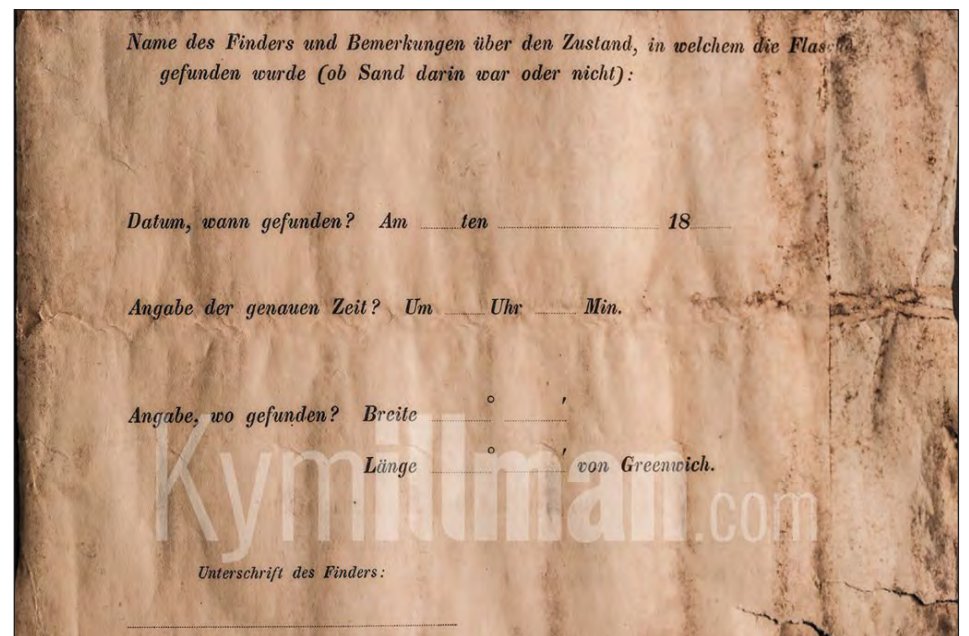 Name des Finders und Bemerkungen über den Zustand, in welchem die Flasche
gefunden wurde (ob Sand darin war oder nicht):
Datum, wann gefunden? Am ten 18
Angabe der genauen Zeit? Um Uhr Min.
Angabe, wo gefunden? Breite ° ′
Länge ° ′ von Greenwich.
Kymillman.com
Unterschrift des Finders: